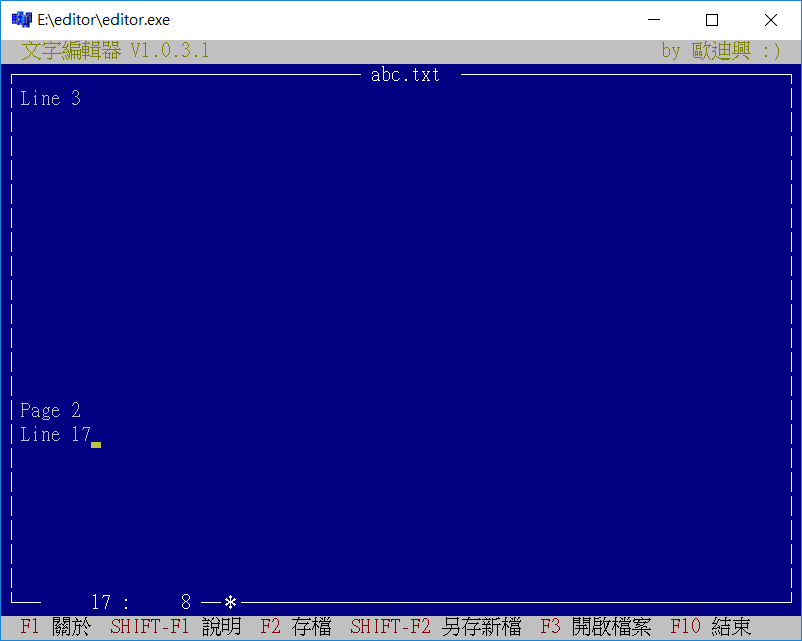 E:\editor\editor.exe
文字編輯器 V1.0.3.1 by 歐迪興 :)
abc.txt
Line 3
Page 2
Line 17
17 : 8 *
F1 關於 SHIFT-F1 說明 F2 存檔 SHIFT-F2 另存新檔 F3 開啟檔案 F10 結束